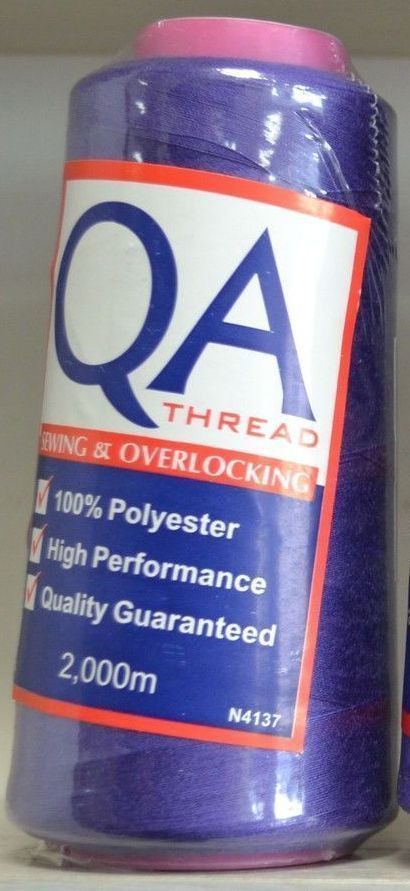 QA
THREAD
SEWING & OVERLOCKING
100% Polyester
High Performance
Quality Guaranteed
2,000m
N4137